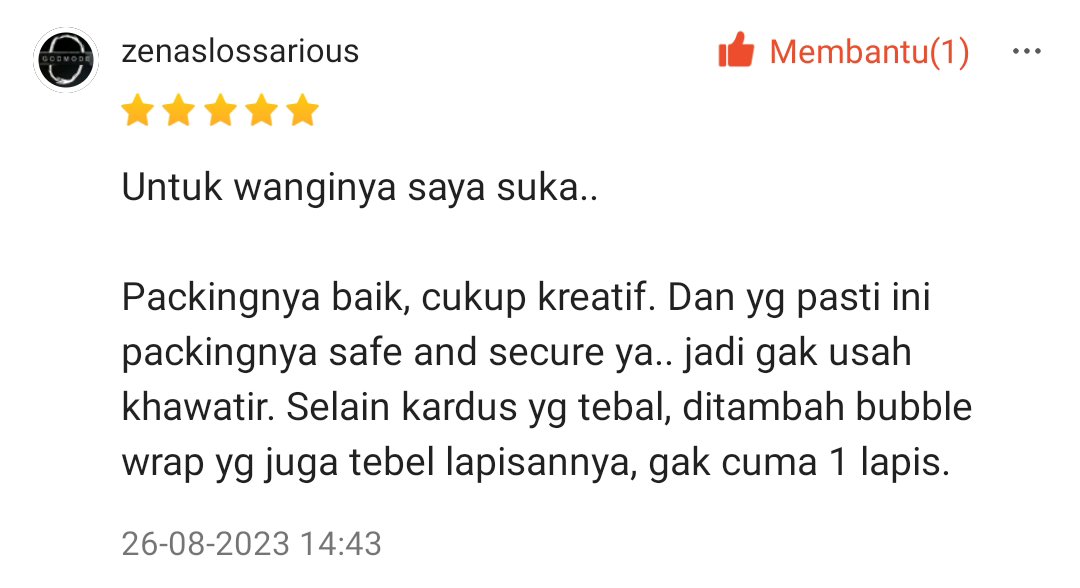 zenaslossarious
Membantu(1)
Untuk wanginya saya suka..
Packingnya baik, cukup kreatif. Dan yg pasti ini
packingnya safe and secure ya.. jadi gak usah
khawatir. Selain kardus yg tebal, ditambah bubble
wrap yg juga tebel lapisannya, gak cuma 1 lapis.
26-08-2023 14:43
GODMODE